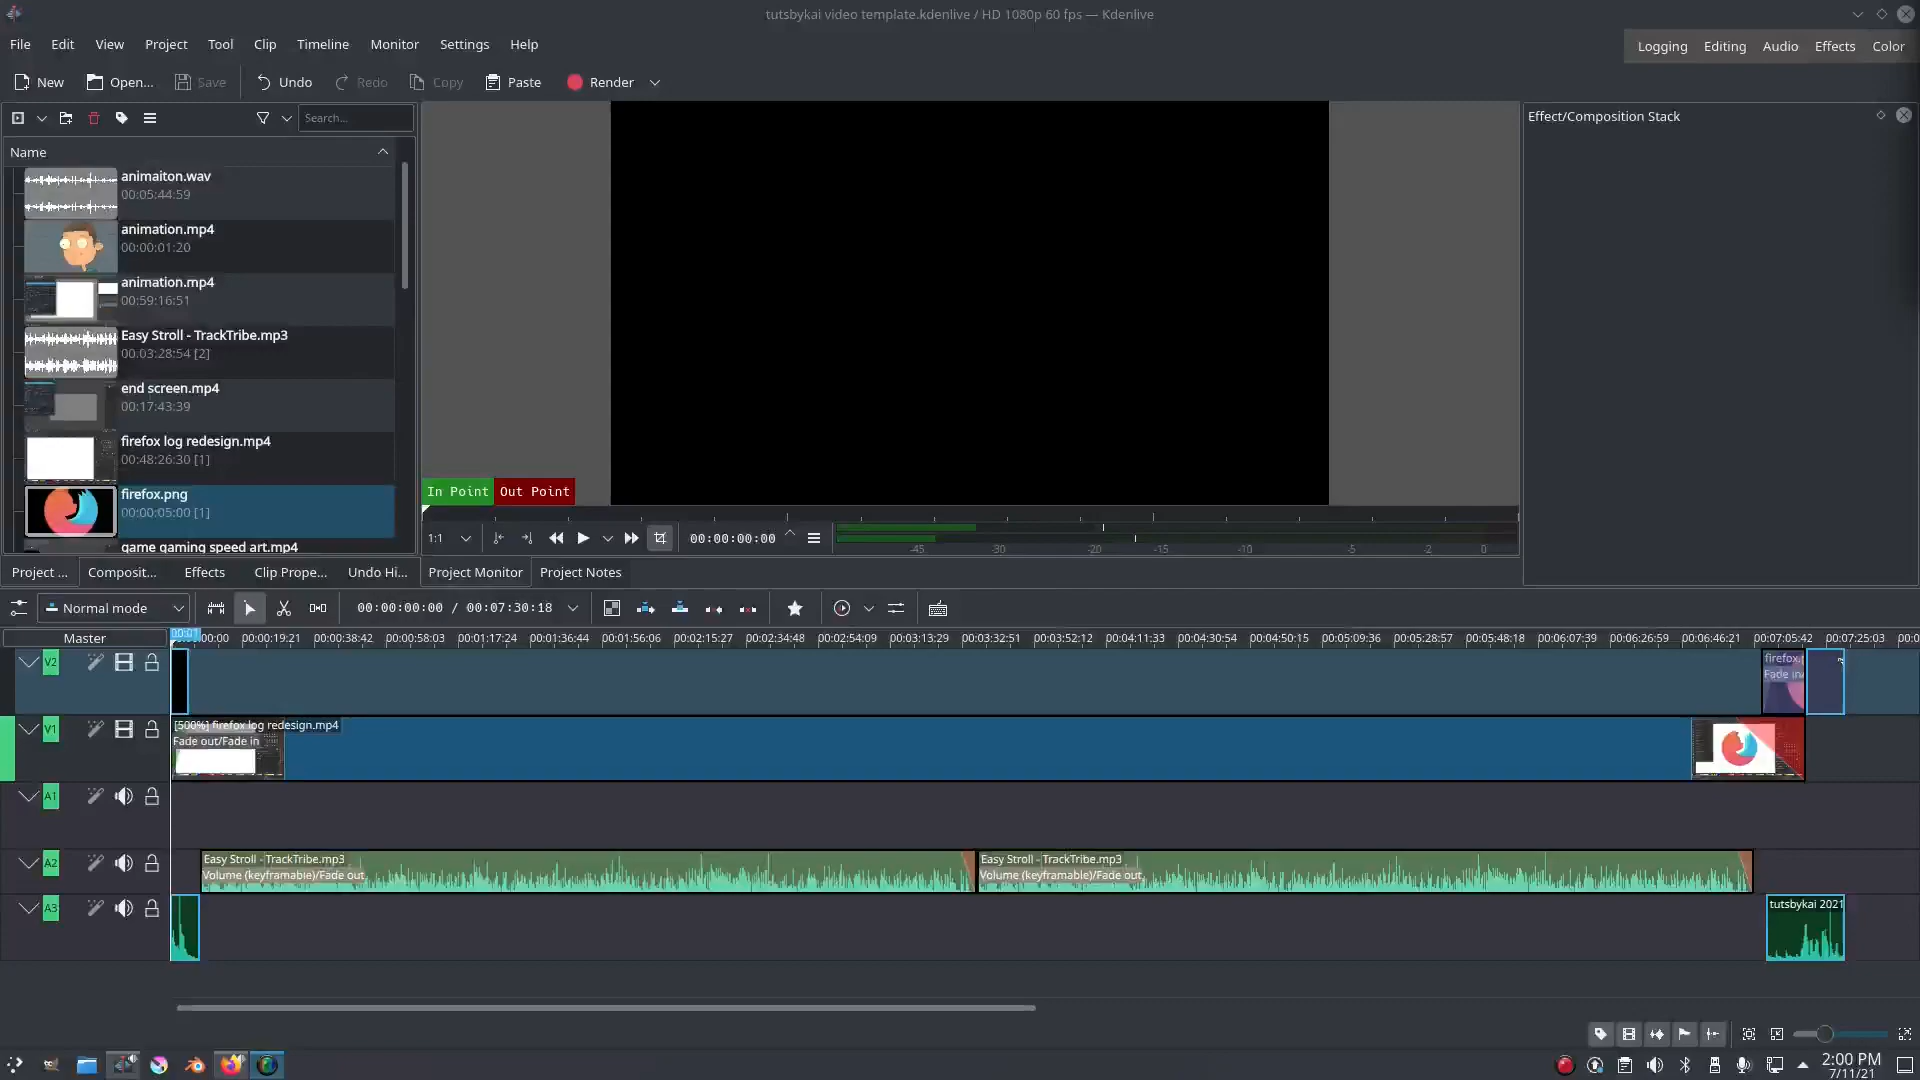 tutsbykai video template.kdenlive / HD 1080p 60 fps — Kdenlive
File Edit View Project Tool Clip Timeline Monitor Settings Help
Logging Editing Audio Effects Color
New Open... Save Undo Redo Copy Paste Render
Search...
Effect/Composition Stack
Name
animaiton.wav
00:05:44:59
animation.mp4
00:00:01:20
animation.mp4
00:59:16:51
Easy Stroll - TrackTribe.mp3
00:03:28:54 [2]
end screen.mp4
00:17:43:39
firefox log redesign.mp4
00:48:26:30 [1]
firefox.png
00:00:05:00 [1]
game gaming speed art.mp4
In Point Out Point
1:1 00:00:00:00
-45 -30 -20 -15 -10 -5 -2 0
Project ... Composit... Effects Clip Prope... Undo Hi... Project Monitor Project Notes
Normal mode 00:00:00:00 / 00:07:30:18
Master
00:00:19:21 00:00:38:42 00:00:58:03 00:01:17:24 00:01:36:44 00:01:56:06 00:02:15:27 00:02:34:48 00:02:54:09 00:03:13:29 00:03:32:51 00:03:52:12 00:04:11:33 00:04:30:54 00:04:50:15 00:05:09:36 00:05:28:57 00:05:48:18 00:06:07:39 00:06:26:59 00:06:46:21 00:07:05:42 00:07:25:03
V2
firefox.p
Fade in/
V1
[500%] firefox log redesign.mp4
Fade out/Fade in
A1
A2
Easy Stroll - TrackTribe.mp3
Volume (keyframable)/Fade out
Easy Stroll - TrackTribe.mp3
Volume (keyframable)/Fade out
A3
tutsbykai 2021
2:00 PM
7/11/21